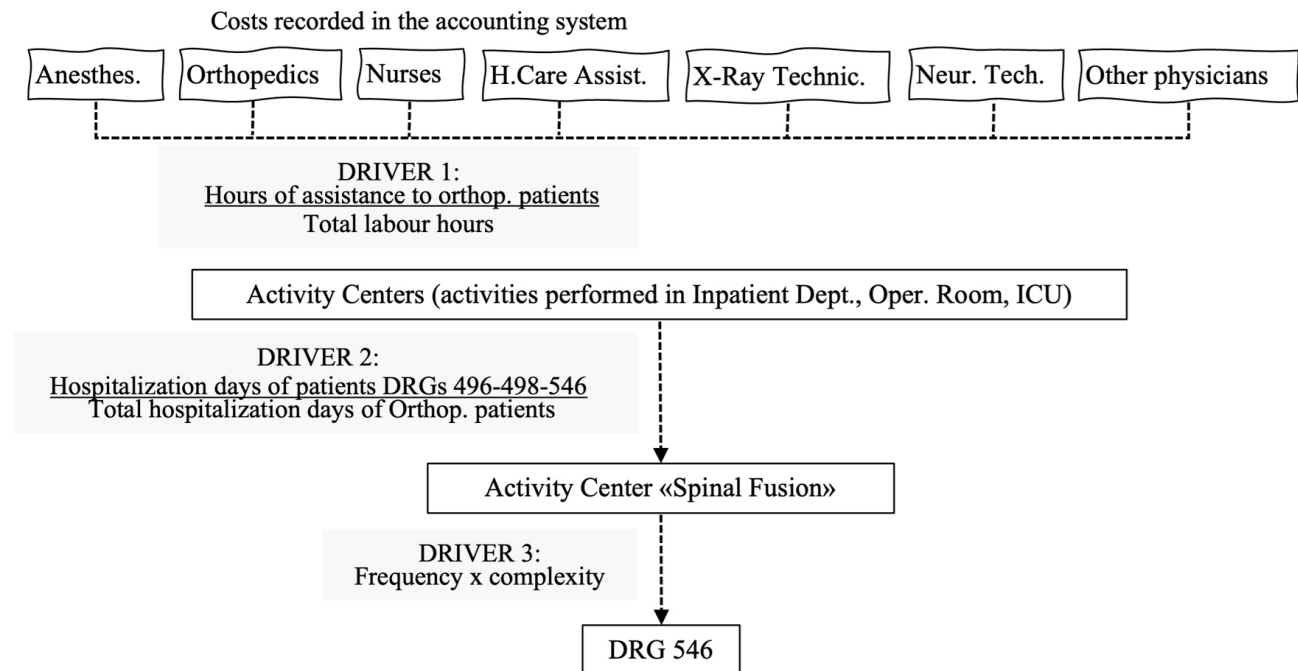 Costs recorded in the accounting system
Anesthes.
Orthopedics
Nurses
H.Care Assist.
X-Ray Technic.
Neur. Tech.
Other physicians
DRIVER 1:
Hours of assistance to orthop. patients
Total labour hours
Activity Centers (activities performed in Inpatient Dept., Oper. Room, ICU)
DRIVER 2:
Hospitalization days of patients DRGs 496-498-546
Total hospitalization days of Orthop. patients
Activity Center «Spinal Fusion»
DRIVER 3:
Frequency x complexity
DRG 546